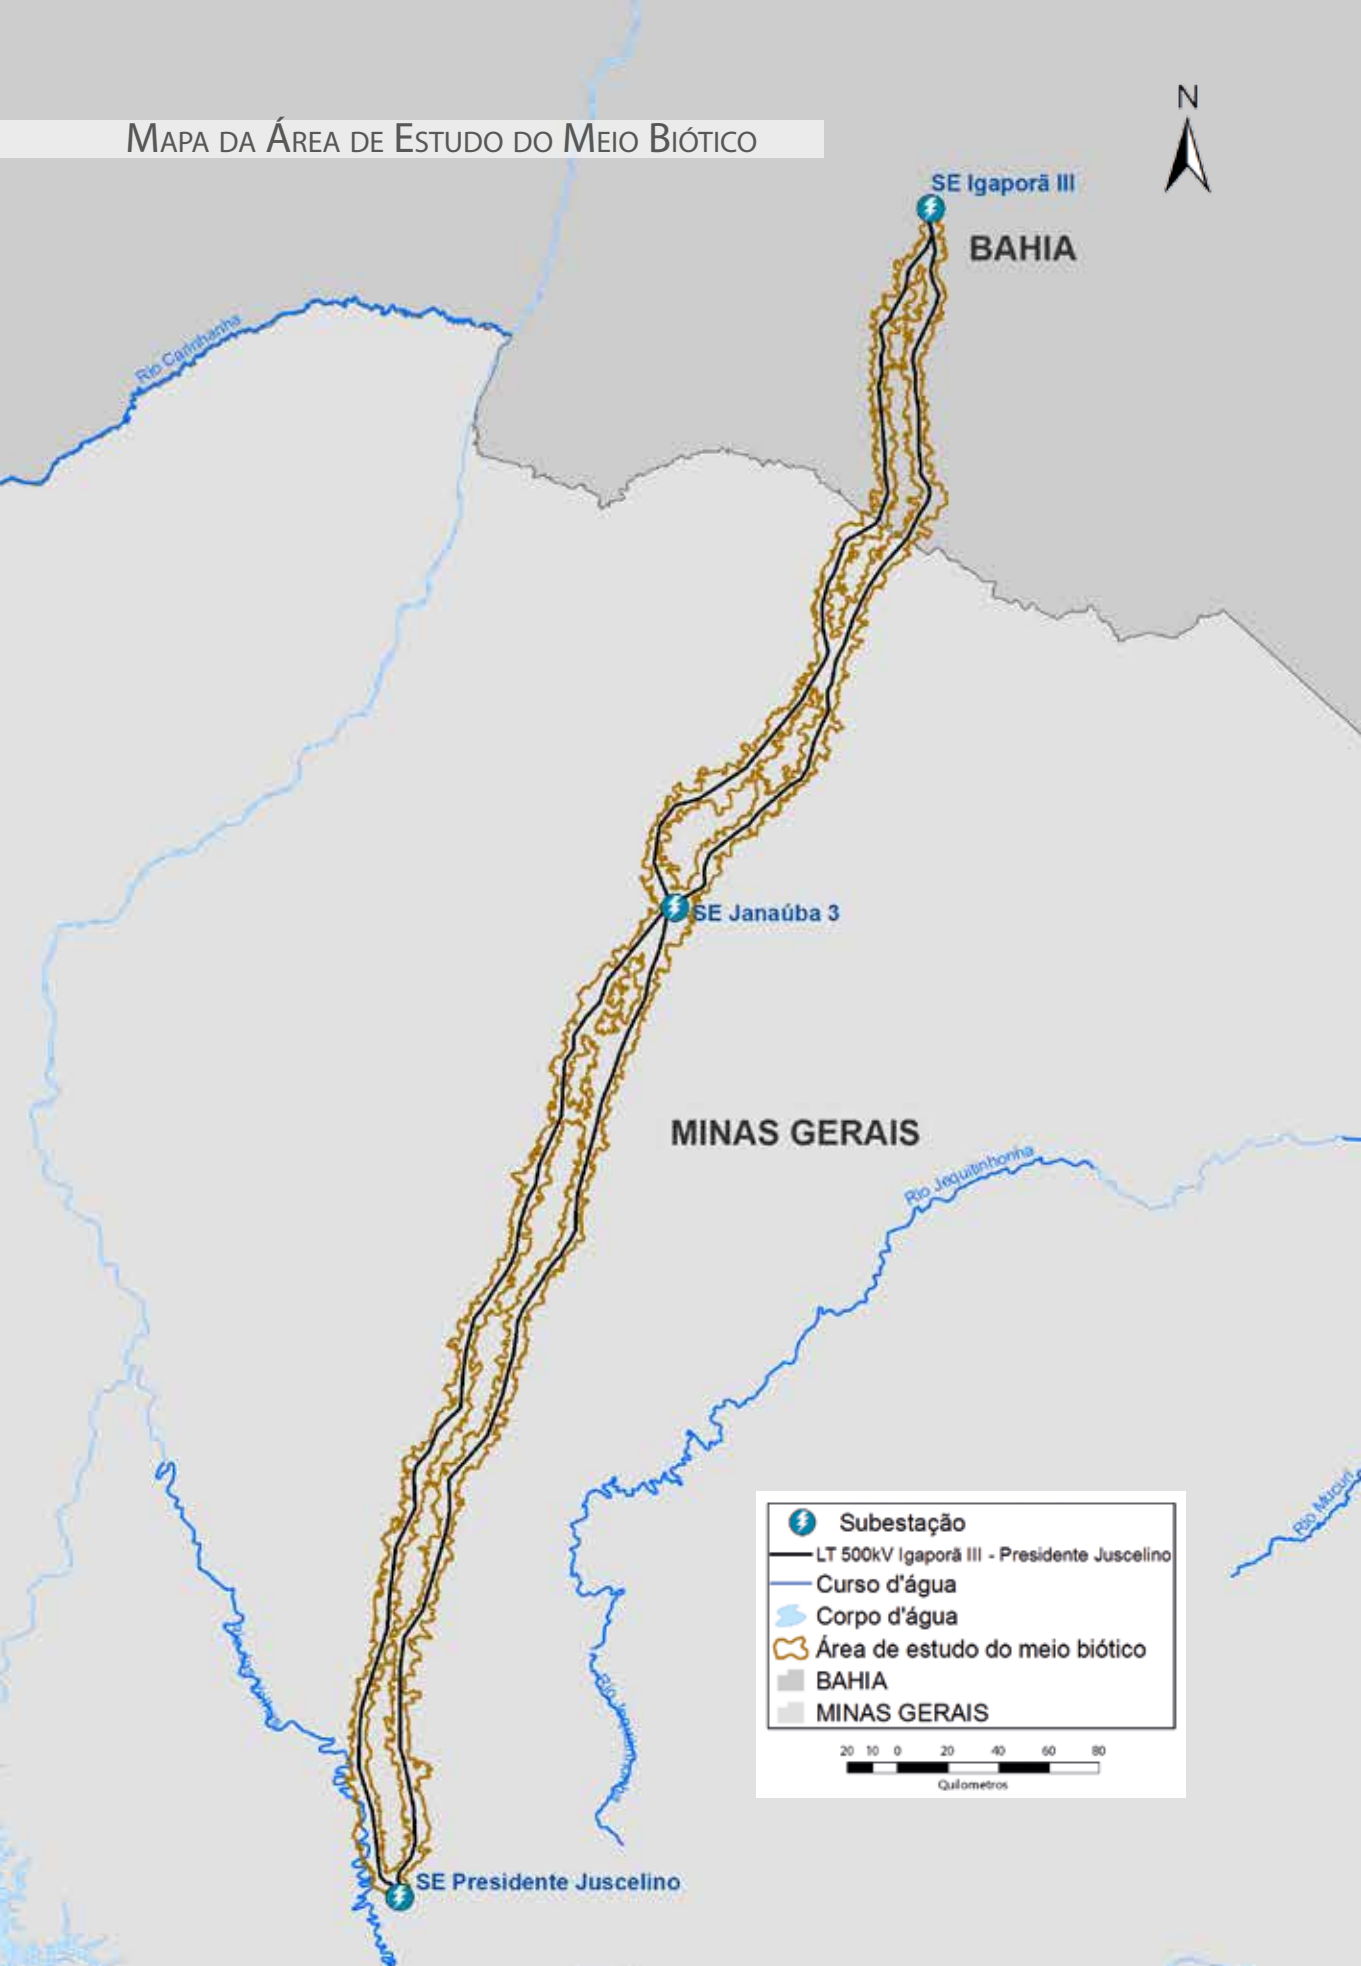 MAPA DA ÁREA DE ESTUDO DO MEIO BIÓTICO
N
SE Igaporã III
BAHIA
Rio Carinhanha
SE Janaúba 3
MINAS GERAIS
Rio Jequitinhonha
Rio Mucuri
Rio Jequitinhonha
SE Presidente Juscelino
Subestação
LT 500kV Igaporã III - Presidente Juscelino
Curso d'água
Corpo d'água
Área de estudo do meio biótico
BAHIA
MINAS GERAIS
20 10 0 20 40 60 80
Quilometros